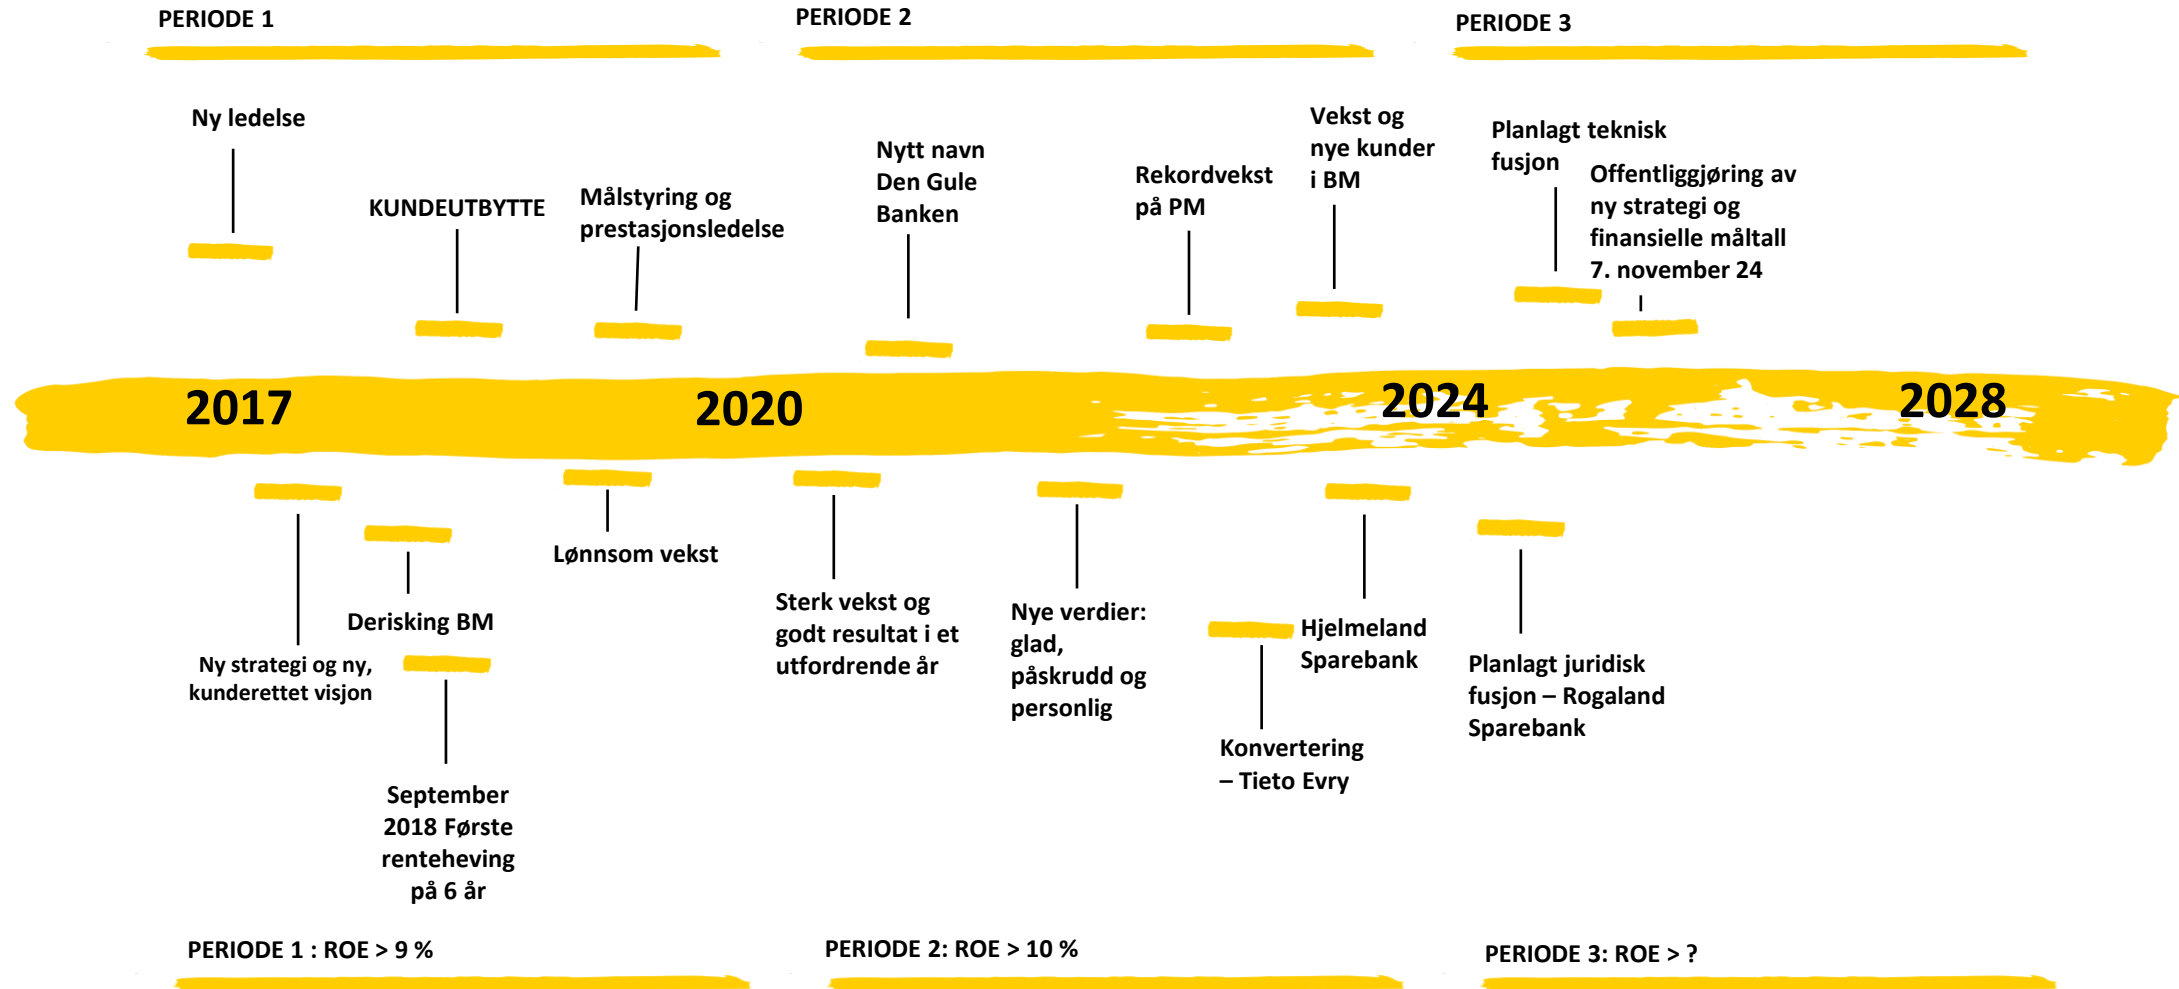 PERIODE 1
PERIODE 2
PERIODE 3
Ny ledelse
KUNDEUTBYTTE
Målstyring og
prestasjonsledelse
Nytt navn
Den Gule
Banken
Rekordvekst
på PM
Vekst og
nye kunder
i BM
Planlagt teknisk
fusjon
Offentliggjøring av
ny strategi og
finansielle måltall
7. november 24
2017
2020
2024
2028
Ny strategi og ny,
kunderettet visjon
Derisking BM
September
2018 Første
renteheving
på 6 år
Lønnsom vekst
Sterk vekst og
godt resultat i et
utfordrende år
Nye verdier:
glad,
påskrudd og
personlig
Konvertering
– Tieto Evry
Hjelmeland
Sparebank
Planlagt juridisk
fusjon – Rogaland
Sparebank
PERIODE 1 : ROE > 9 %
PERIODE 2: ROE > 10 %
PERIODE 3: ROE > ?